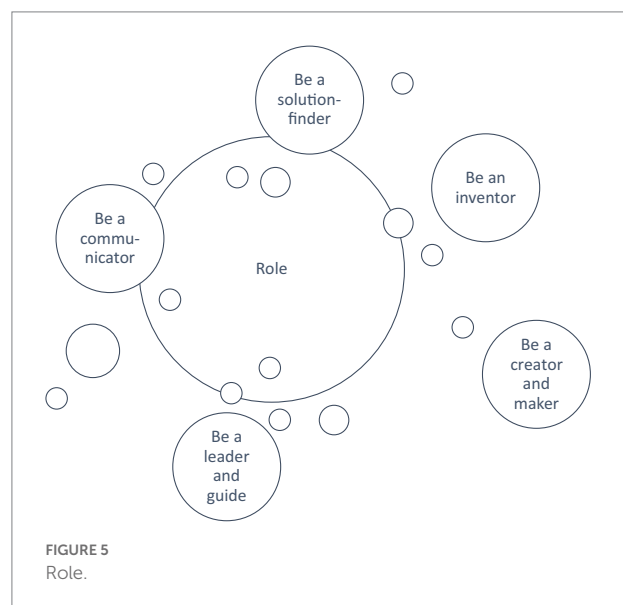 Be a
solution-
finder
Be an
inventor
Be a
commu-
nicator
Role
Be a
creator
and
maker
Be a
leader
and
guide
FIGURE 5
Role.